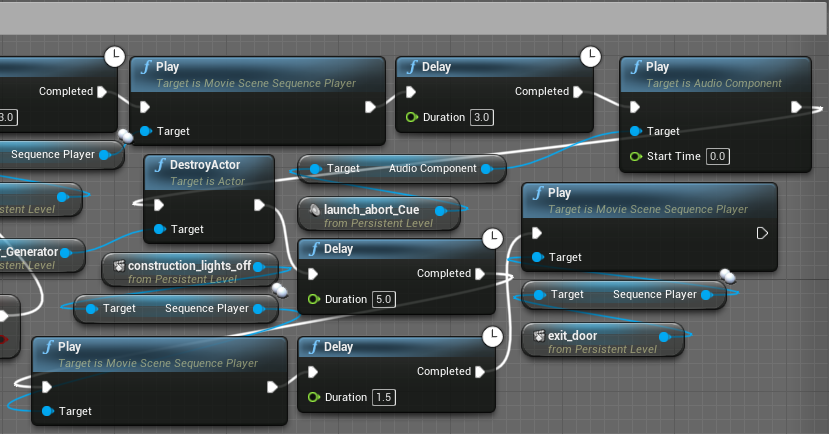 Completed
3.0
f Play
Target is Movie Scene Sequence Player
Target
f Delay
Completed
Duration 3.0
f Play
Target is Audio Component
Target
Start Time 0.0
Sequence Player
f DestroyActor
Target is Actor
Target
Target Audio Component
launch_abort_Cue
from Persistent Level
f Play
Target is Movie Scene Sequence Player
Target
sistent Level
_Generator
sistent Level
construction_lights_off
from Persistent Level
f Delay
Completed
Duration 5.0
Target Sequence Player
Target Sequence Player
f Play
Target is Movie Scene Sequence Player
Target
f Delay
Completed
Duration 1.5
exit_door
from Persistent Level